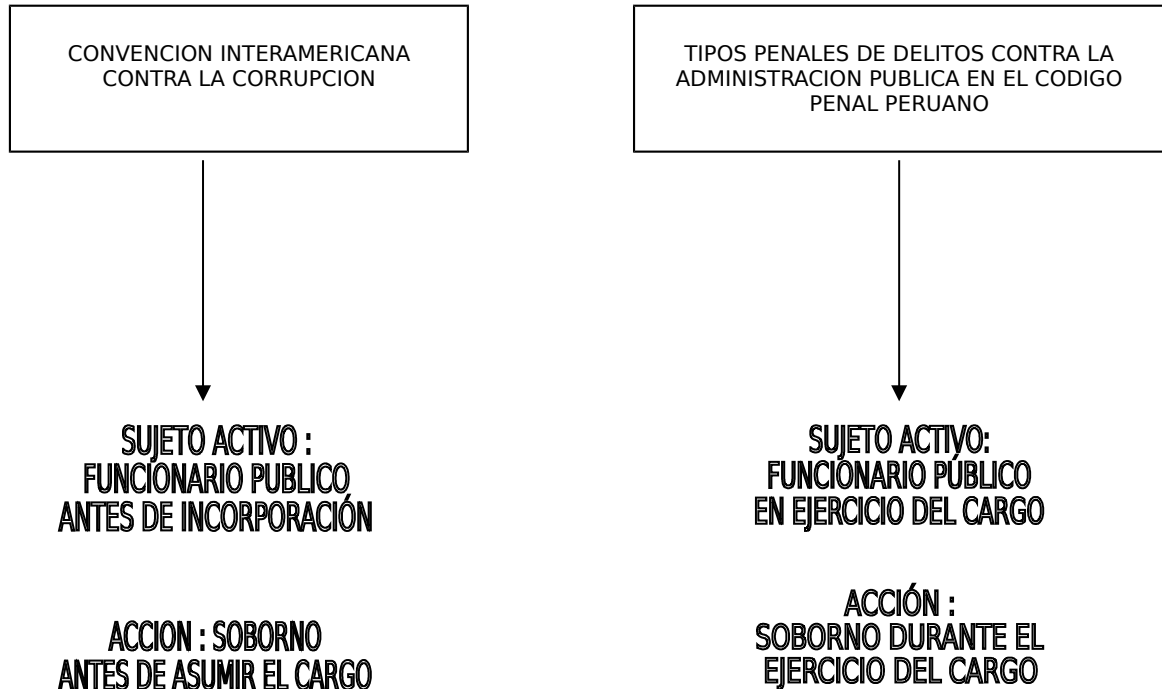 CONVENCION INTERAMERICANA
CONTRA LA CORRUPCION
TIPOS PENALES DE DELITOS CONTRA LA
ADMINISTRACION PUBLICA EN EL CODIGO
PENAL PERUANO
SUJETO ACTIVO :
FUNCIONARIO PUBLICO
ANTES DE INCORPORACIÓN
SUJETO ACTIVO:
FUNCIONARIO PÚBLICO
EN EJERCICIO DEL CARGO
ACCION : SOBORNO
ANTES DE ASUMIR EL CARGO
ACCIÓN :
SOBORNO DURANTE EL
EJERCICIO DEL CARGO